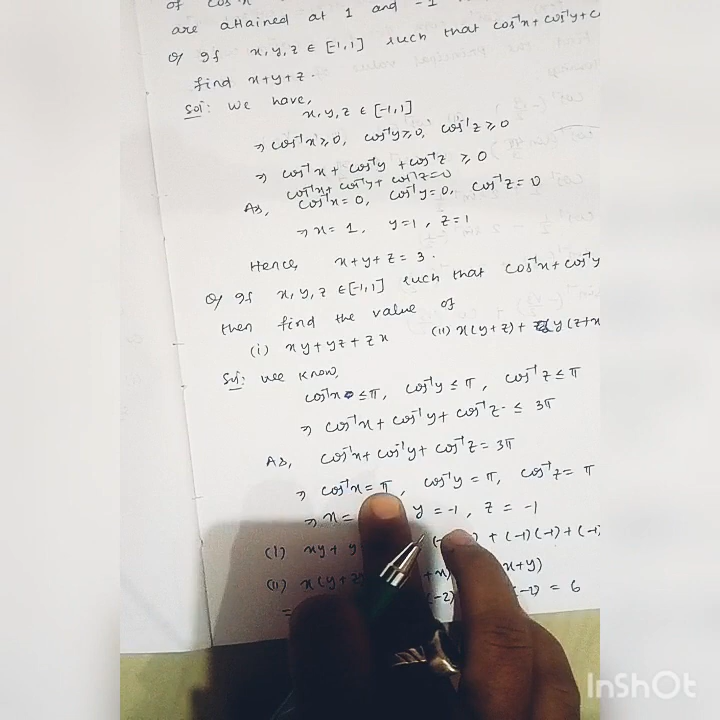 of cos
are attained at 1 and -1
Q/ If x, y, z ∈ [-1,1] such that cos⁻¹x + cos⁻¹y + c
find x+y+z.
Sol: We have,
x, y, z ∈ [-1,1]
⇒ cos⁻¹x ≥ 0, cos⁻¹y ≥ 0, cos⁻¹z ≥ 0
⇒ cos⁻¹x + cos⁻¹y + cos⁻¹z ≥ 0
cos⁻¹x + cos⁻¹y + cos⁻¹z = 0
As, cos⁻¹x = 0, cos⁻¹y = 0, cos⁻¹z = 0
⇒ x = 1, y = 1, z = 1
Hence, x+y+z = 3.
Q/ If x, y, z ∈ [-1,1] such that cos⁻¹x + cos⁻¹y
then find the value of
(i) xy + yz + zx (ii) x(y+z) + y(z+x
Sol: We know,
cos⁻¹x ≤ π, cos⁻¹y ≤ π, cos⁻¹z ≤ π
⇒ cos⁻¹x + cos⁻¹y + cos⁻¹z ≤ 3π
As, cos⁻¹x + cos⁻¹y + cos⁻¹z = 3π
⇒ cos⁻¹x = π, cos⁻¹y = π, cos⁻¹z = π
⇒ x = y = -1, z = -1
(i) xy + y + (-1)(-1) + (-1
(ii) x(y+z +x) x+y)
= (-2) = 6
InShOt